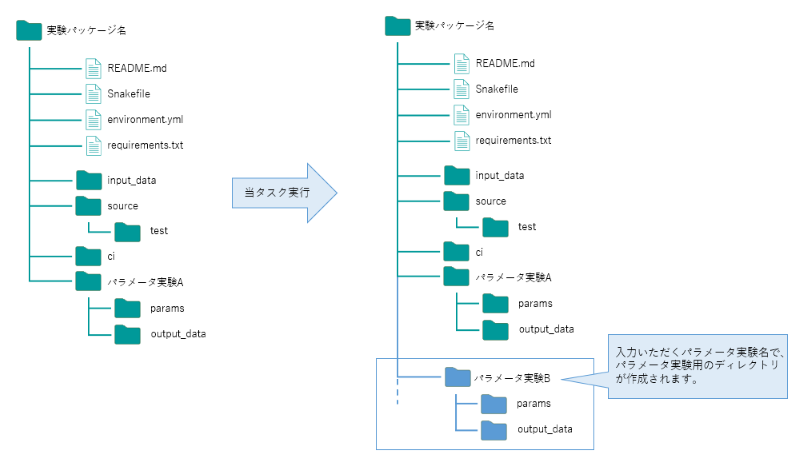 実験パッケージ名
README.md
Snakefile
environment.yml
requirements.txt
input_data
source
test
ci
パラメータ実験A
params
output_data
当タスク実行
実験パッケージ名
README.md
Snakefile
environment.yml
requirements.txt
input_data
source
test
ci
パラメータ実験A
params
output_data
パラメータ実験B
params
output_data
入力いただくパラメータ実験名で、
パラメータ実験用のディレクトリ
が作成されます。